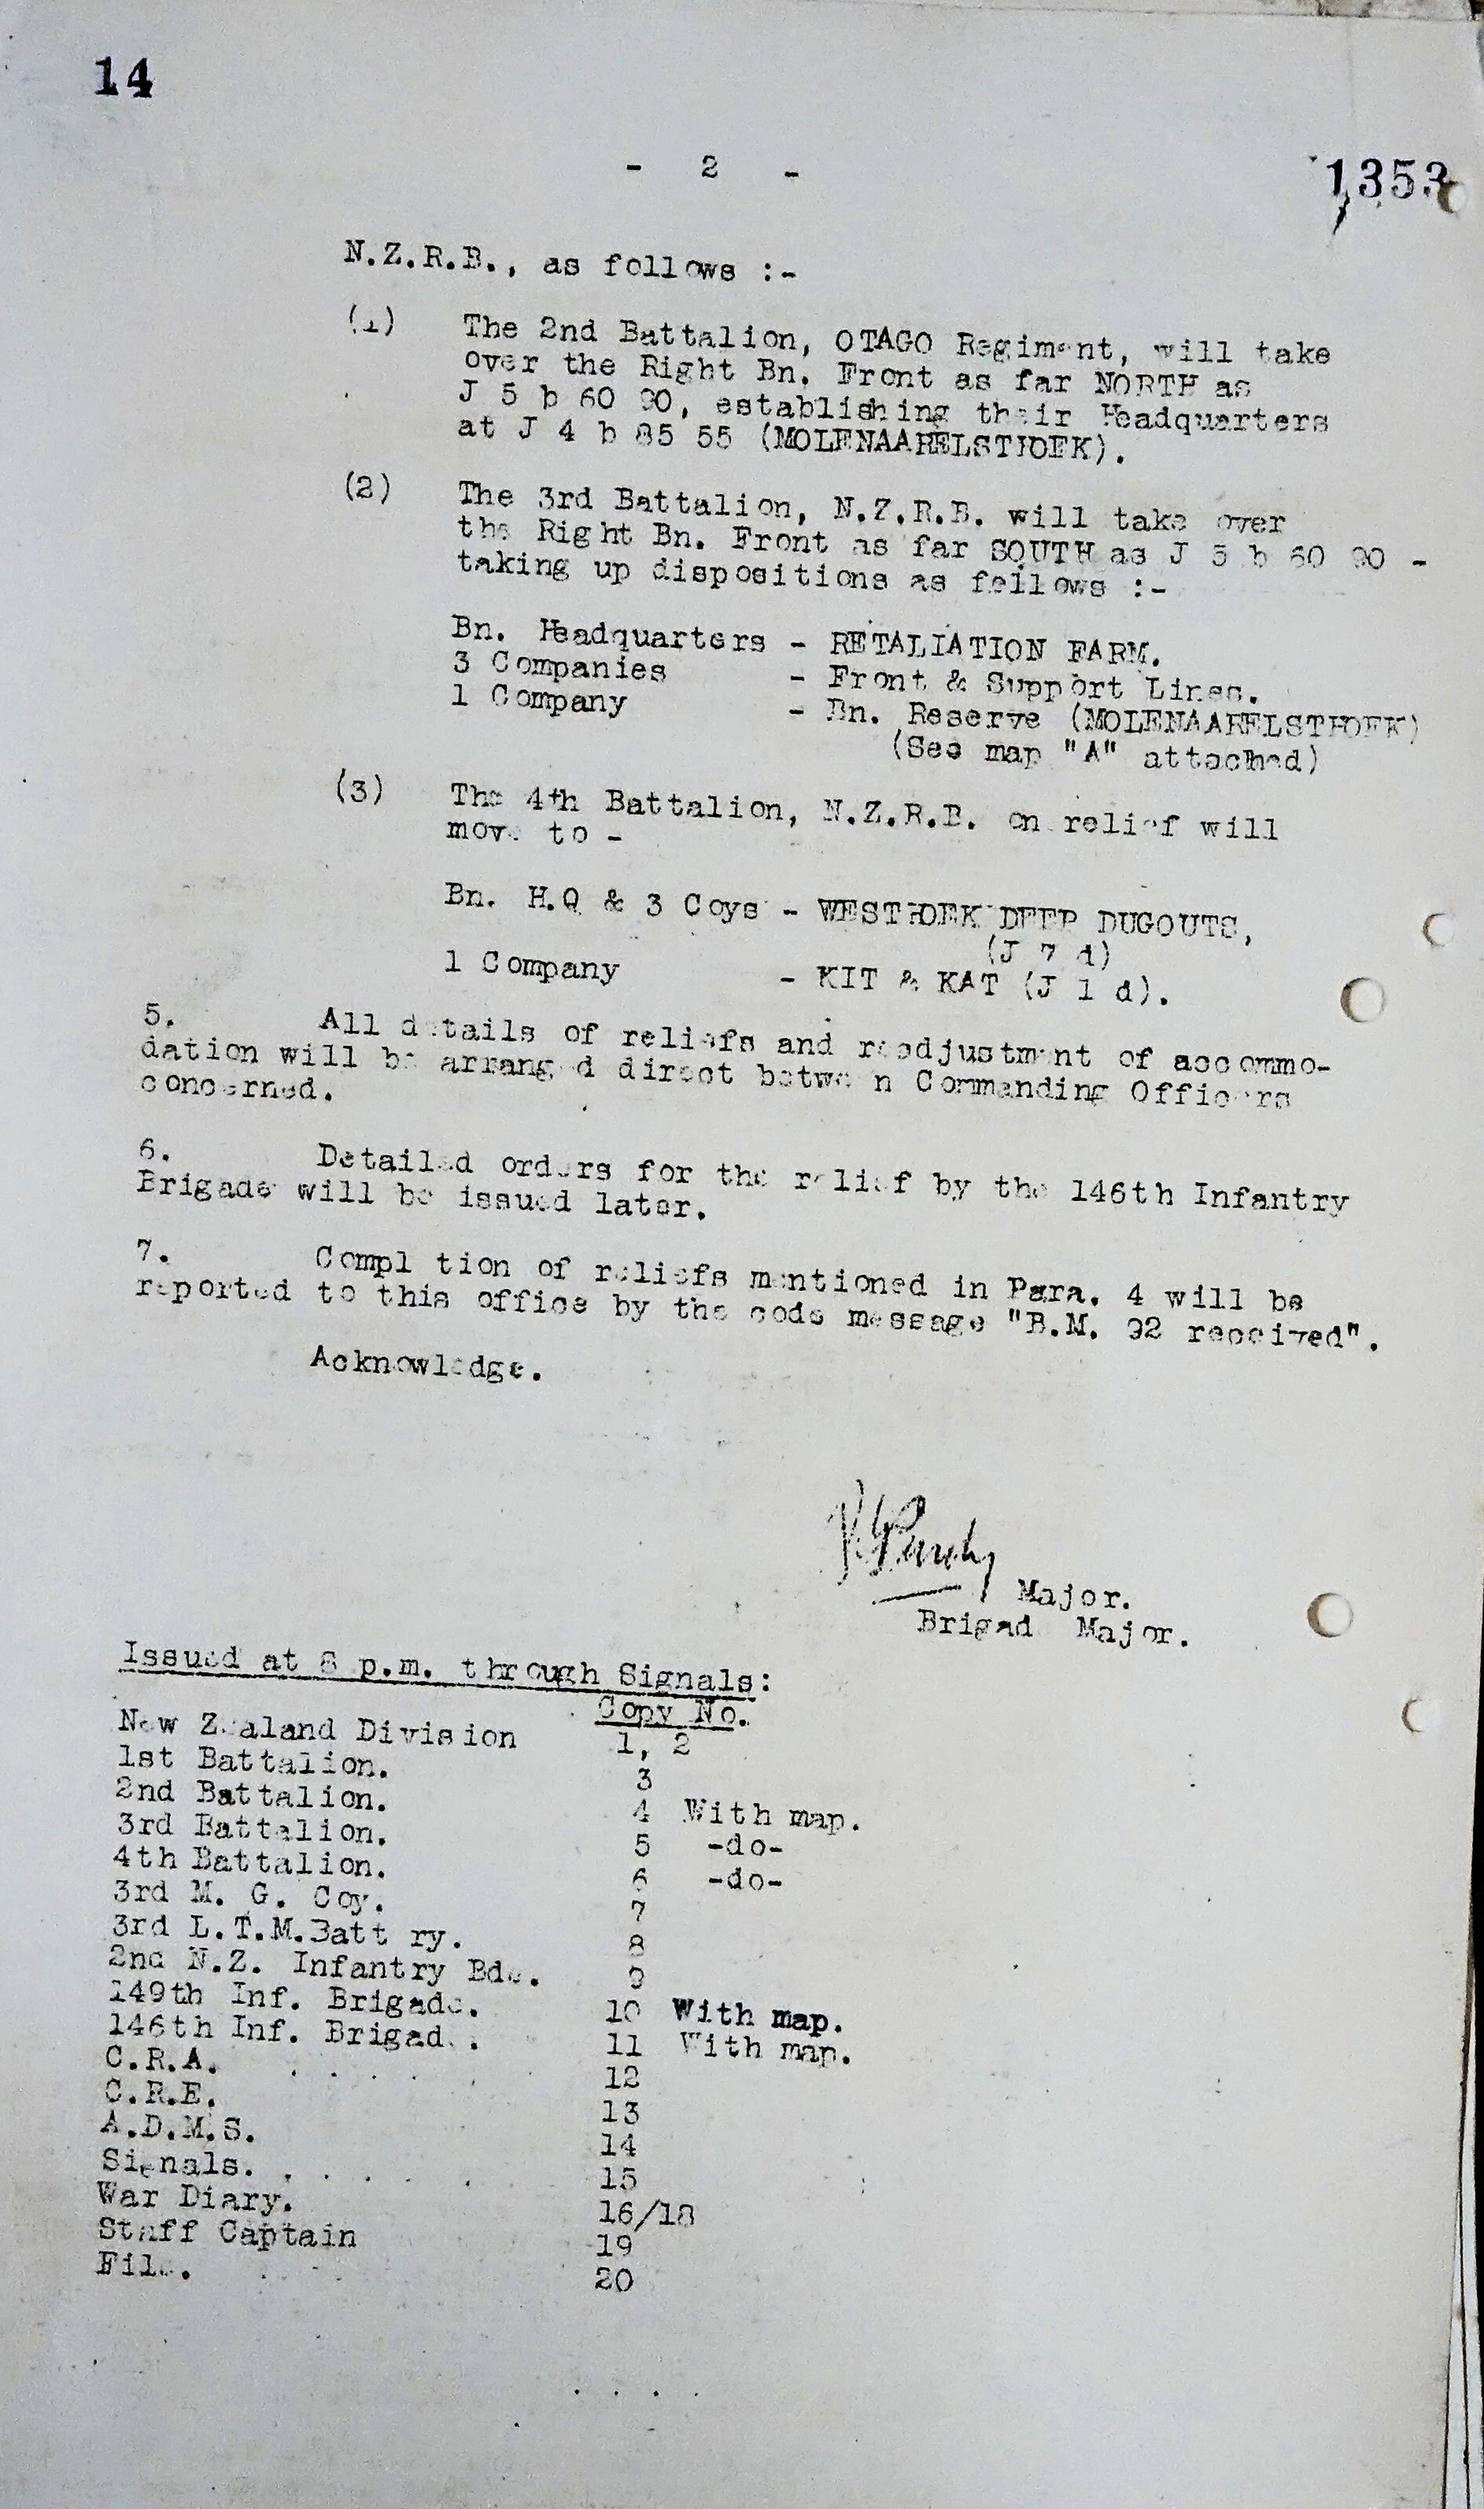 14
- 2 -
1353
N.Z.R.B., as follows :-
(1) The 2nd Battalion, OTAGO Regiment, will take
over the Right Bn. Front as far NORTH as
J 5 b 60 90, establishing their Headquarters
at J 4 b 85 55 (MOLENAARELSTHOEK).
(2) The 3rd Battalion, N.Z.R.B. will take over
the Right Bn. Front as far SOUTH as J 5 b 60 90 -
taking up dispositions as follows :-
Bn. Headquarters - RETALIATION FARM.
3 Companies - Front & Support Lines.
1 Company - Bn. Reserve (MOLENAARELSTHOEK)
(See map "A" attached)
(3) The 4th Battalion, N.Z.R.B. on relief will
move to -
Bn. H.Q & 3 Coys - WESTHOEK DEEP DUGOUTS,
(J 7 d)
1 Company - KIT & KAT (J 1 d).
5. All details of reliefs and readjustment of accommo-
dation will be arranged direct between Commanding Officers
concerned.
6. Detailed orders for the relief by the 146th Infantry
Brigade will be issued later.
7. Completion of reliefs mentioned in Para. 4 will be
reported to this office by the code message "B.M. 92 received".
Acknowledge.
Major.
Brigade Major.
Issued at 8 p.m. through Signals:
Copy No.
New Zealand Division 1, 2
1st Battalion. 3
2nd Battalion. 4 With map.
3rd Battalion. 5 -do-
4th Battalion. 6 -do-
3rd M. G. Coy. 7
3rd L.T.M.Battery. 8
2nd N.Z. Infantry Bde. 9
149th Inf. Brigade. 10 With map.
146th Inf. Brigade. 11 With map.
C.R.A. 12
C.R.E. 13
A.D.M.S. 14
Signals. 15
War Diary. 16/18
Staff Captain 19
File. 20